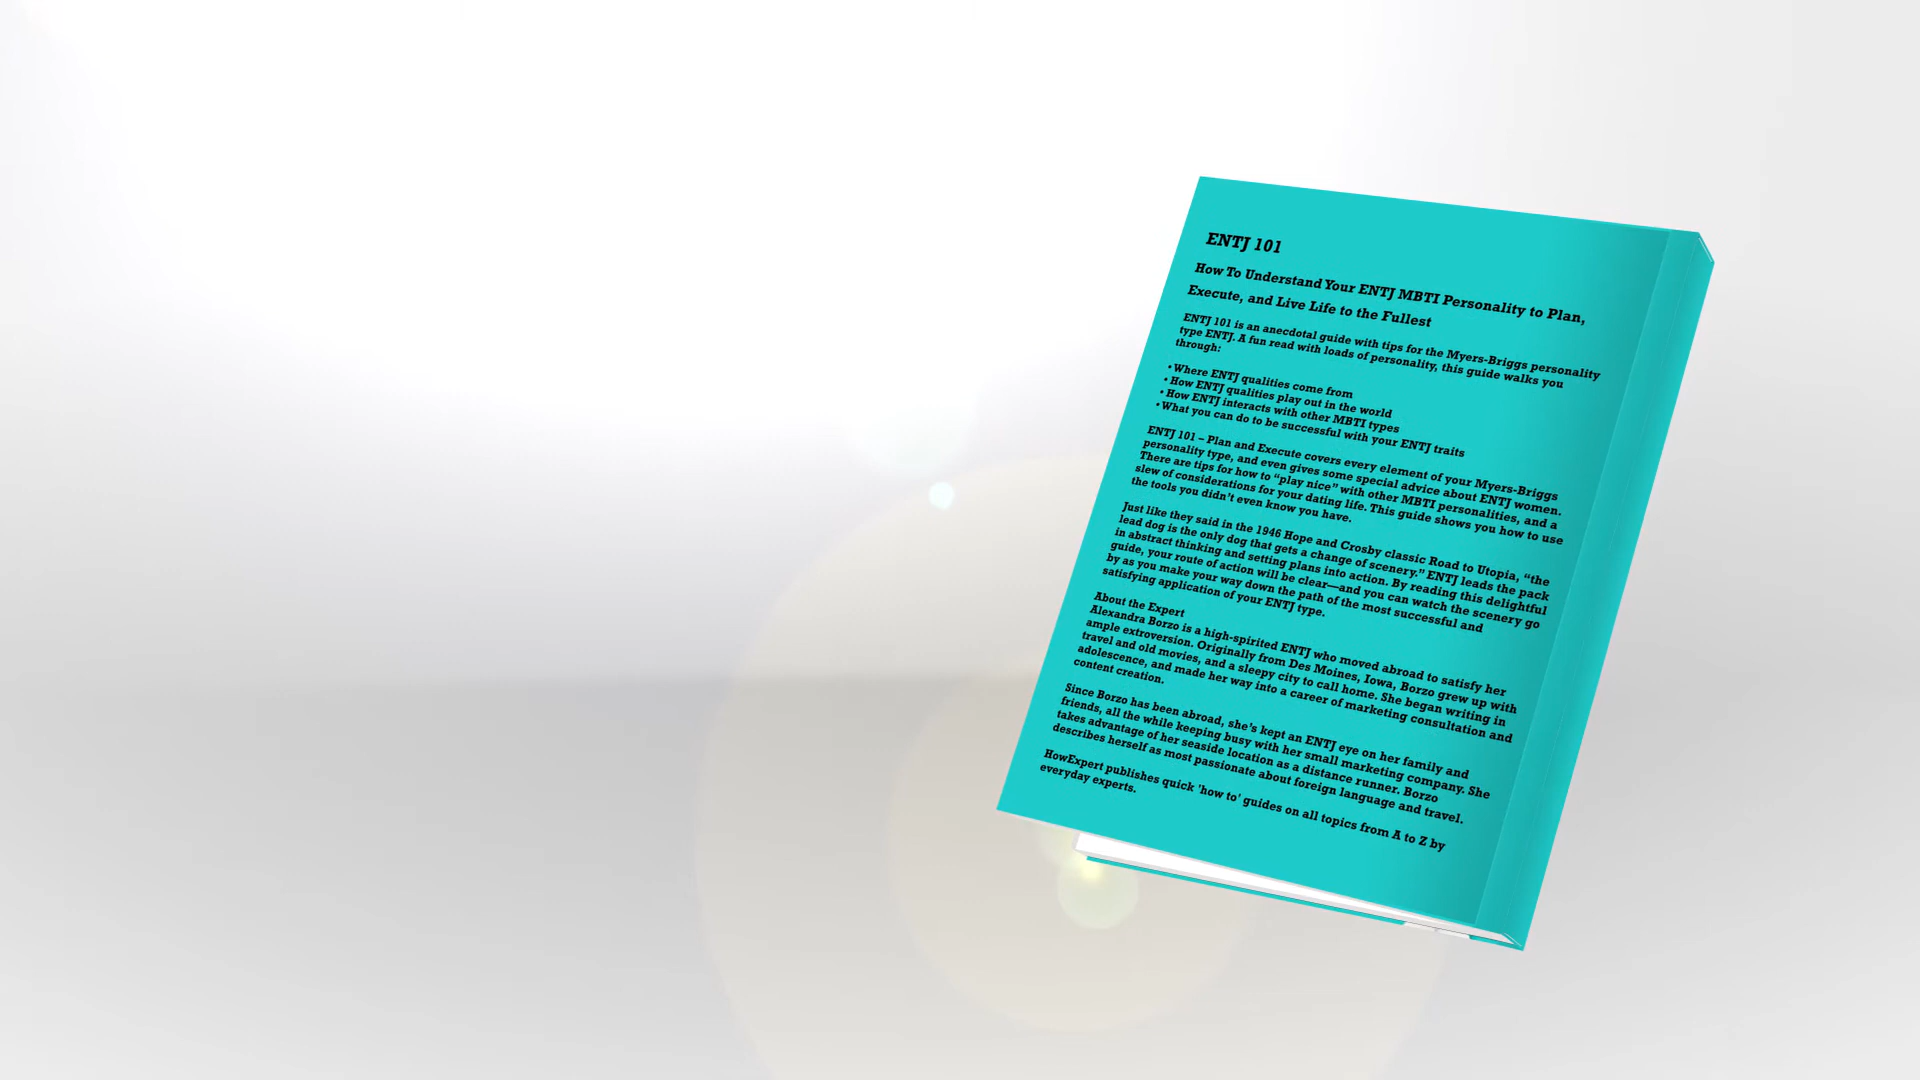 ENTJ 101
How To Understand Your ENTJ MBTI Personality to Plan,
Execute, and Live Life to the Fullest
ENTJ 101 is an anecdotal guide with tips for the Myers-Briggs personality
type ENTJ. A fun read with loads of personality, this guide walks you
through:
• Where ENTJ qualities come from
• How ENTJ qualities play out in the world
• How ENTJ interacts with other MBTI types
• What you can do to be successful with your ENTJ traits
ENTJ 101 – Plan and Execute covers every element of your Myers-Briggs
personality type, and even gives some special advice about ENTJ women.
There are tips for how to “play nice” with other MBTI personalities, and a
slew of considerations for your dating life. This guide shows you how to use
the tools you didn’t even know you have.
Just like they said in the 1946 Hope and Crosby classic Road to Utopia, “the
lead dog is the only dog that gets a change of scenery.” ENTJ leads the pack
in abstract thinking and setting plans into action. By reading this delightful
guide, your route of action will be clear—and you can watch the scenery go
by as you make your way down the path of the most successful and
satisfying application of your ENTJ type.
About the Expert
Alexandra Borzo is a high-spirited ENTJ who moved abroad to satisfy her
ample extroversion. Originally from Des Moines, Iowa, Borzo grew up with
travel and old movies, and a sleepy city to call home. She began writing in
adolescence, and made her way into a career of marketing consultation and
content creation.
Since Borzo has been abroad, she’s kept an ENTJ eye on her family and
friends, all the while keeping busy with her small marketing company. She
takes advantage of her seaside location as a distance runner. Borzo
describes herself as most passionate about foreign language and travel.
HowExpert publishes quick 'how to' guides on all topics from A to Z by
everyday experts.